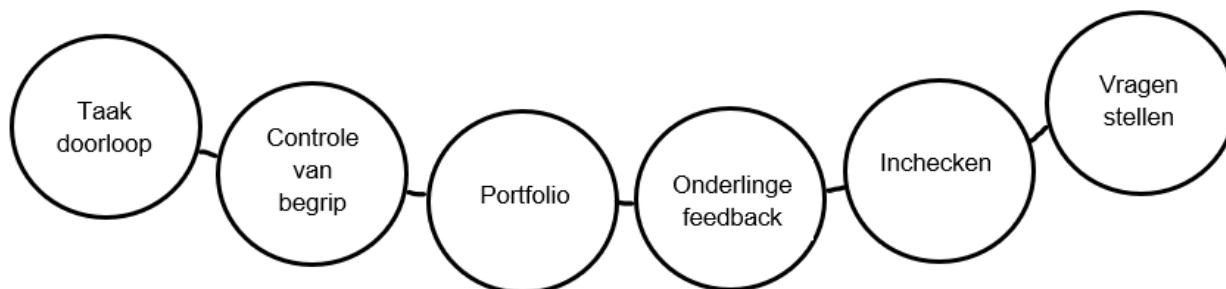 Taak
doorloop
Controle
van
begrip
Portfolio
Onderlinge
feedback
Inchecken
Vragen
stellen